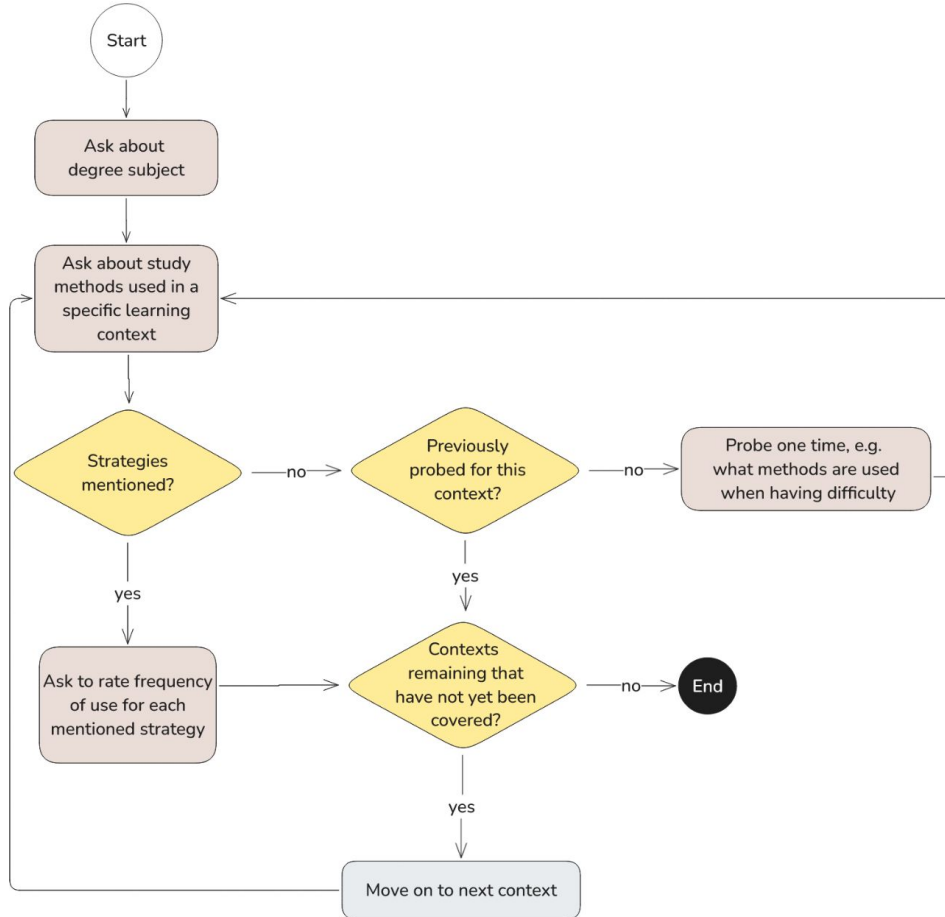 Start
Ask about
degree subject
Ask about study
methods used in a
specific learning
context
Strategies
mentioned?
no
Previously
probed for this
context?
no
Probe one time, e.g.
what methods are used
when having difficulty
yes
yes
Ask to rate frequency
of use for each
mentioned strategy
Contexts
remaining that
have not yet been
covered?
no
End
yes
Move on to next context